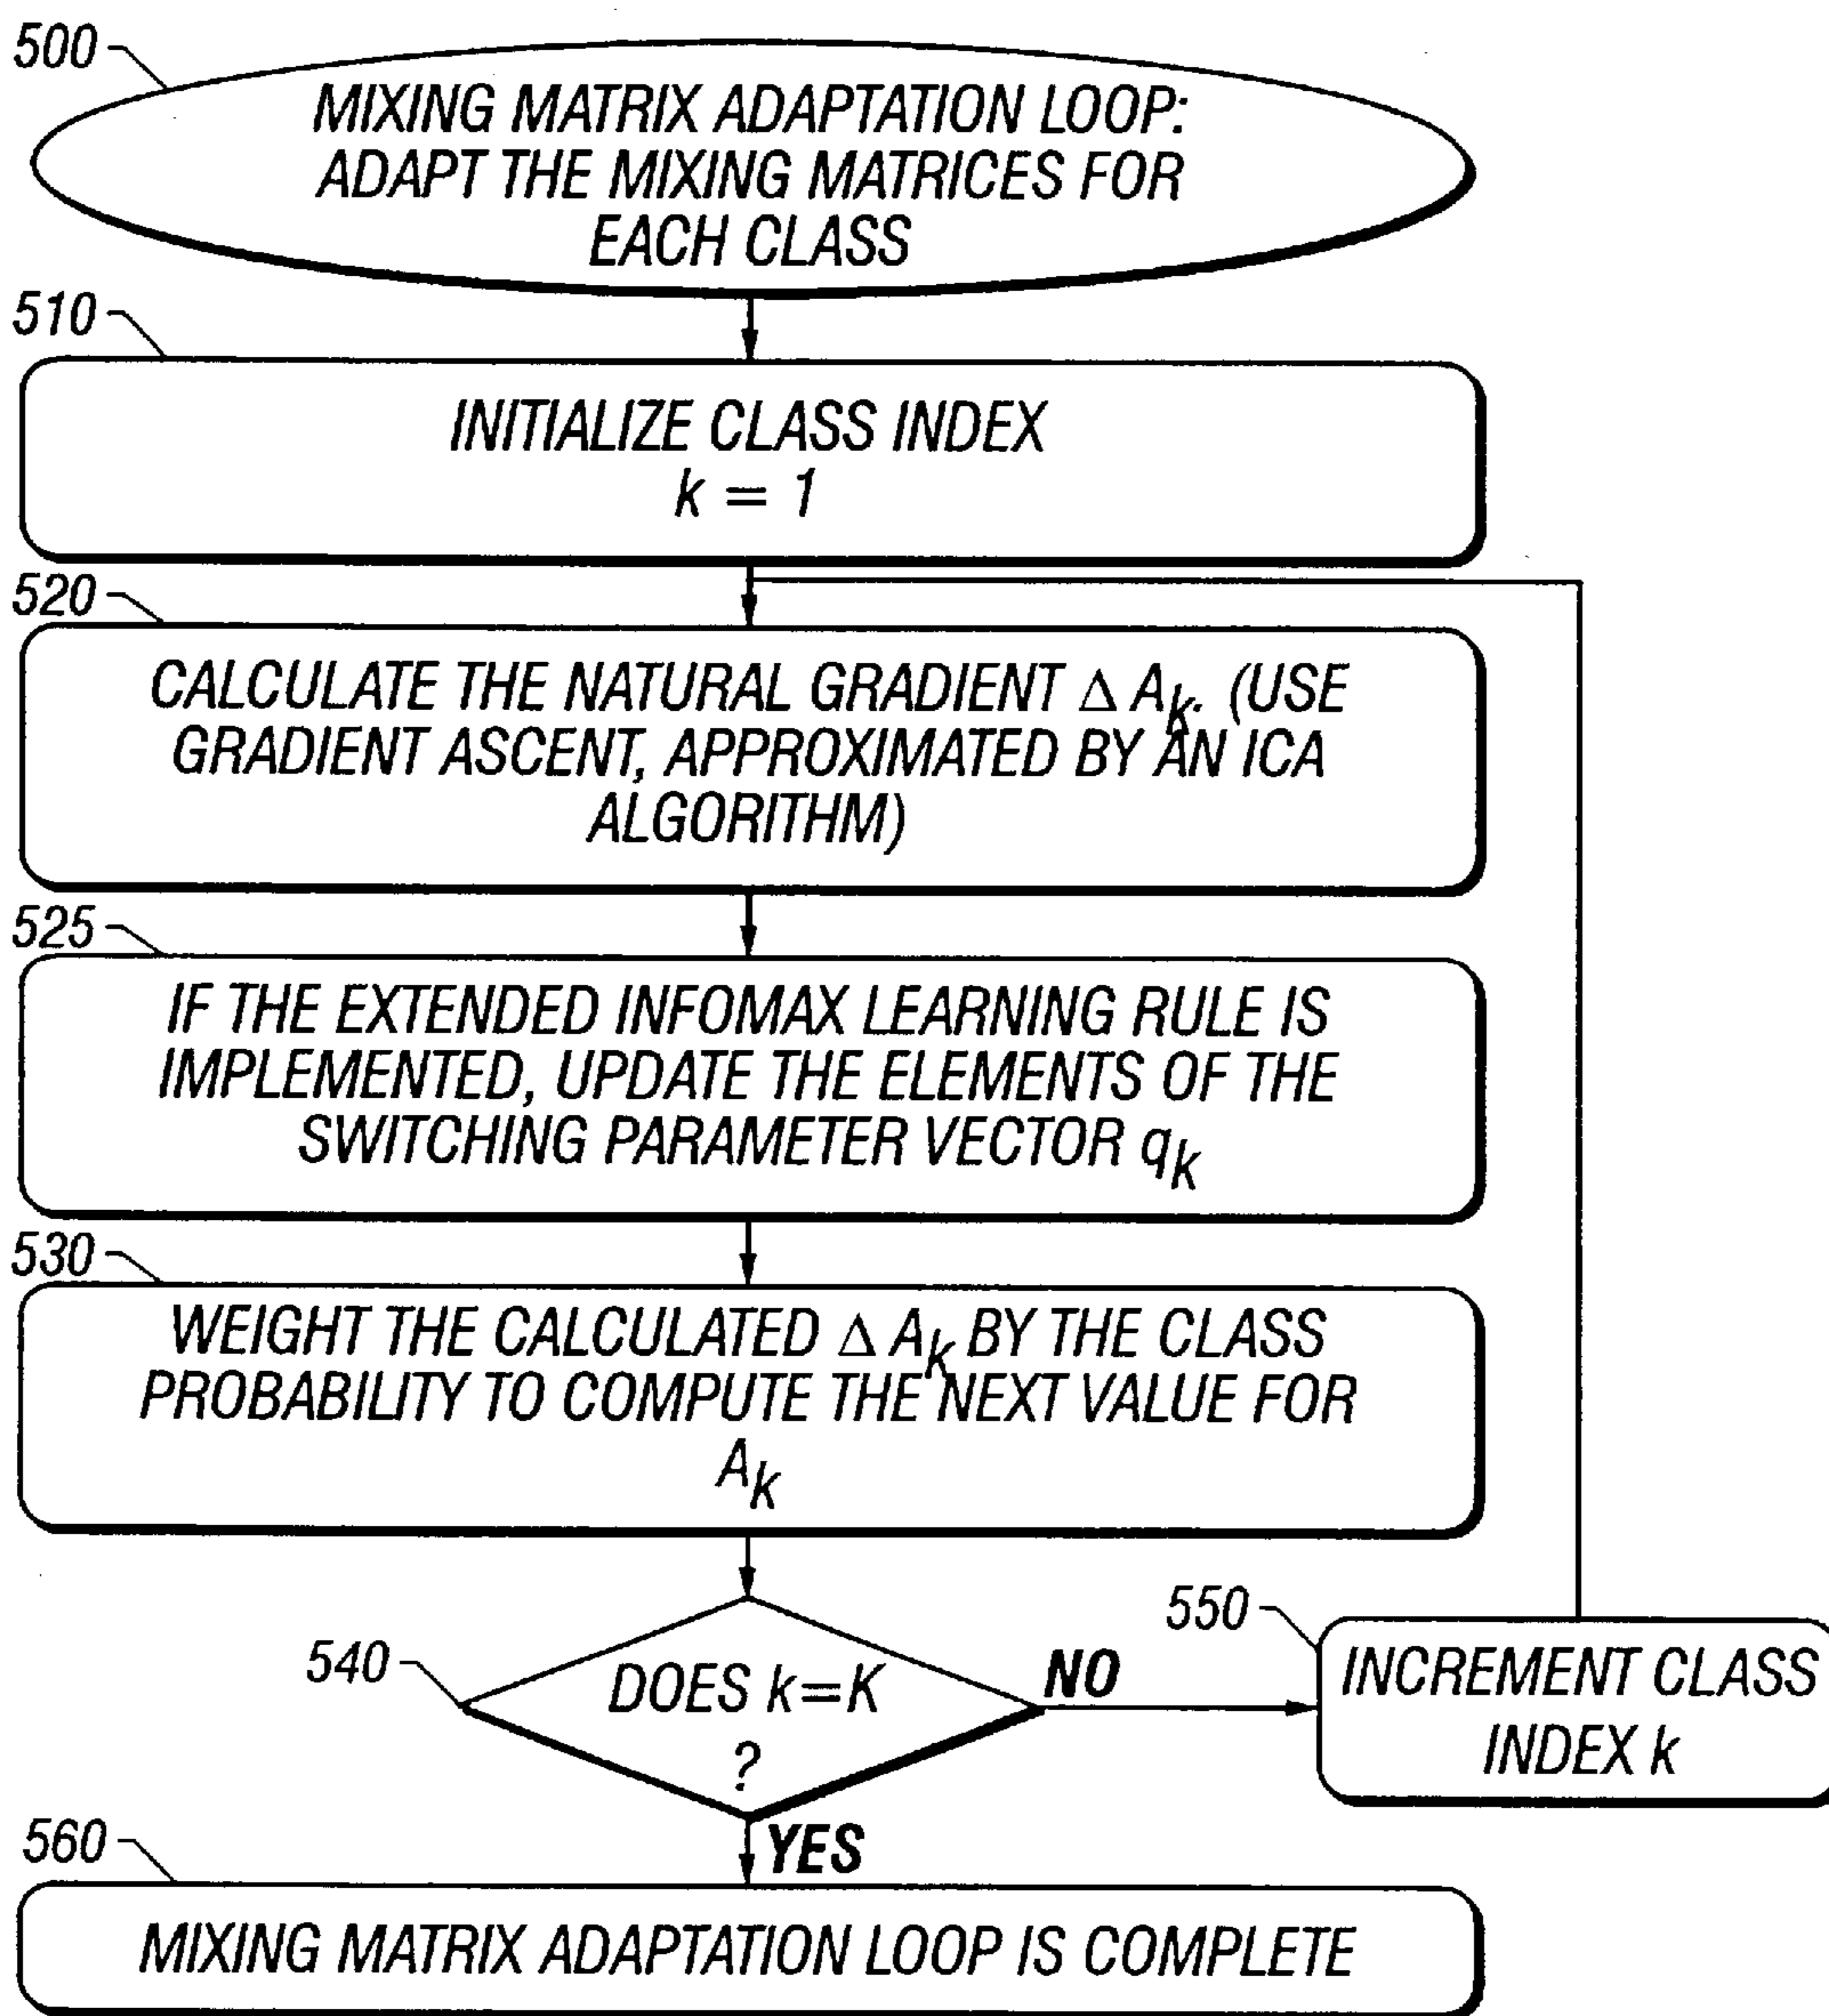 500
MIXING MATRIX ADAPTATION LOOP:
ADAPT THE MIXING MATRICES FOR
EACH CLASS
510
INITIALIZE CLASS INDEX
k = 1
520
CALCULATE THE NATURAL GRADIENT Δ Ak. (USE
GRADIENT ASCENT, APPROXIMATED BY AN ICA
ALGORITHM)
525
IF THE EXTENDED INFOMAX LEARNING RULE IS
IMPLEMENTED, UPDATE THE ELEMENTS OF THE
SWITCHING PARAMETER VECTOR qk
530
WEIGHT THE CALCULATED Δ Ak BY THE CLASS
PROBABILITY TO COMPUTE THE NEXT VALUE FOR
Ak
540
DOES k=K
?
NO
550
INCREMENT CLASS
INDEX k
YES
560
MIXING MATRIX ADAPTATION LOOP IS COMPLETE